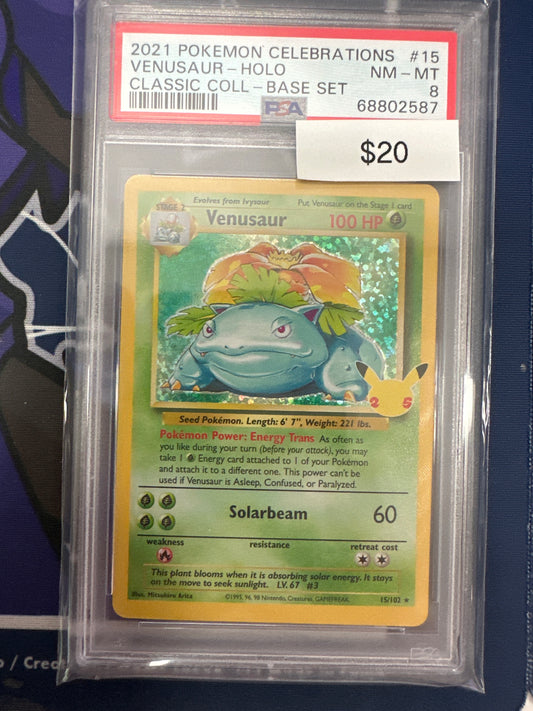 2021 POKEMON CELEBRATIONS #15
VENUSAUR-HOLO NM-MT
CLASSIC COLL-BASE SET 8
PSA 68802587
$20
STAGE 2 Evolves from Ivysaur Put Venusaur on the Stage 1 card
Venusaur 100 HP
25
Seed Pokémon. Length: 6' 7", Weight: 221 lbs.
Pokémon Power: Energy Trans As often as
you like during your turn (before your attack), you may
take 1 Energy card attached to 1 of your Pokémon
and attach it to a different one. This power can't be
used if Venusaur is Asleep, Confused, or Paralyzed.
Solarbeam 60
weakness resistance retreat cost
This plant blooms when it is absorbing solar energy. It stays
on the move to seek sunlight. LV. 67 #3
Illus. Mitsuhiro Arita ©1995, 96, 98 Nintendo, Creatures, GAMEFREAK. 15/102 ★
/ Cred